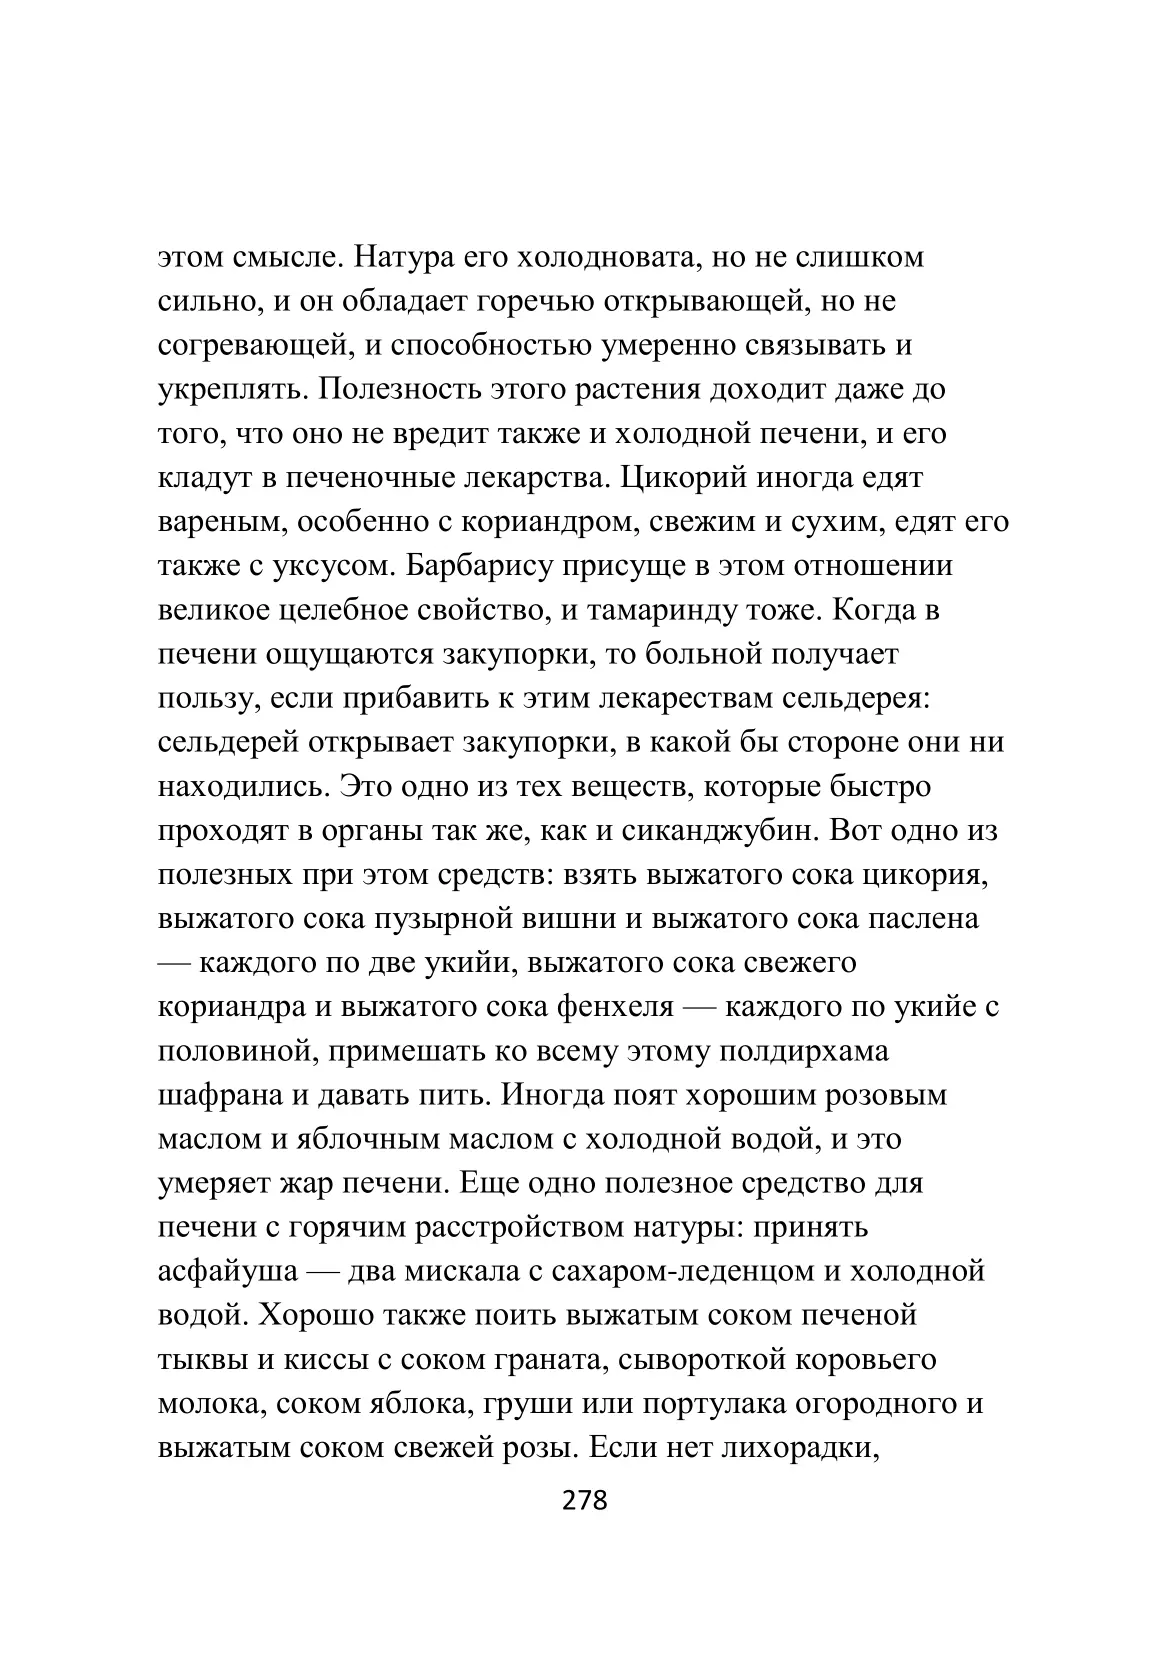 этом смысле. Натура его холодновата, но не слишком
сильно, и он обладает горечью открывающей, но не
согревающей, и способностью умеренно связывать и
укреплять. Полезность этого растения доходит даже до
того, что оно не вредит также и холодной печени, и его
кладут в печеночные лекарства. Цикорий иногда едят
вареным, особенно с кориандром, свежим и сухим, едят его
также с уксусом. Барбарису присуще в этом отношении
великое целебное свойство, и тамаринду тоже. Когда в
печени ощущаются закупорки, то больной получает
пользу, если прибавить к этим лекарествам сельдерея:
сельдерей открывает закупорки, в какой бы стороне они ни
находились. Это одно из тех веществ, которые быстро
проходят в органы так же, как и сиканджубин. Вот одно из
полезных при этом средств: взять выжатого сока цикория,
выжатого сока пузырной вишни и выжатого сока паслена
— каждого по две укийи, выжатого сока свежего
кориандра и выжатого сока фенхеля — каждого по укийе с
половиной, примешать ко всему этому полдирхама
шафрана и давать пить. Иногда поят хорошим розовым
маслом и яблочным маслом с холодной водой, и это
умеряет жар печени. Еще одно полезное средство для
печени с горячим расстройством натуры: принять
асфайуша — два мискала с сахаром-леденцом и холодной
водой. Хорошо также поить выжатым соком печеной
тыквы и киссы с соком граната, сывороткой коровьего
молока, соком яблока, груши или портулака огородного и
выжатым соком свежей розы. Если нет лихорадки,
278